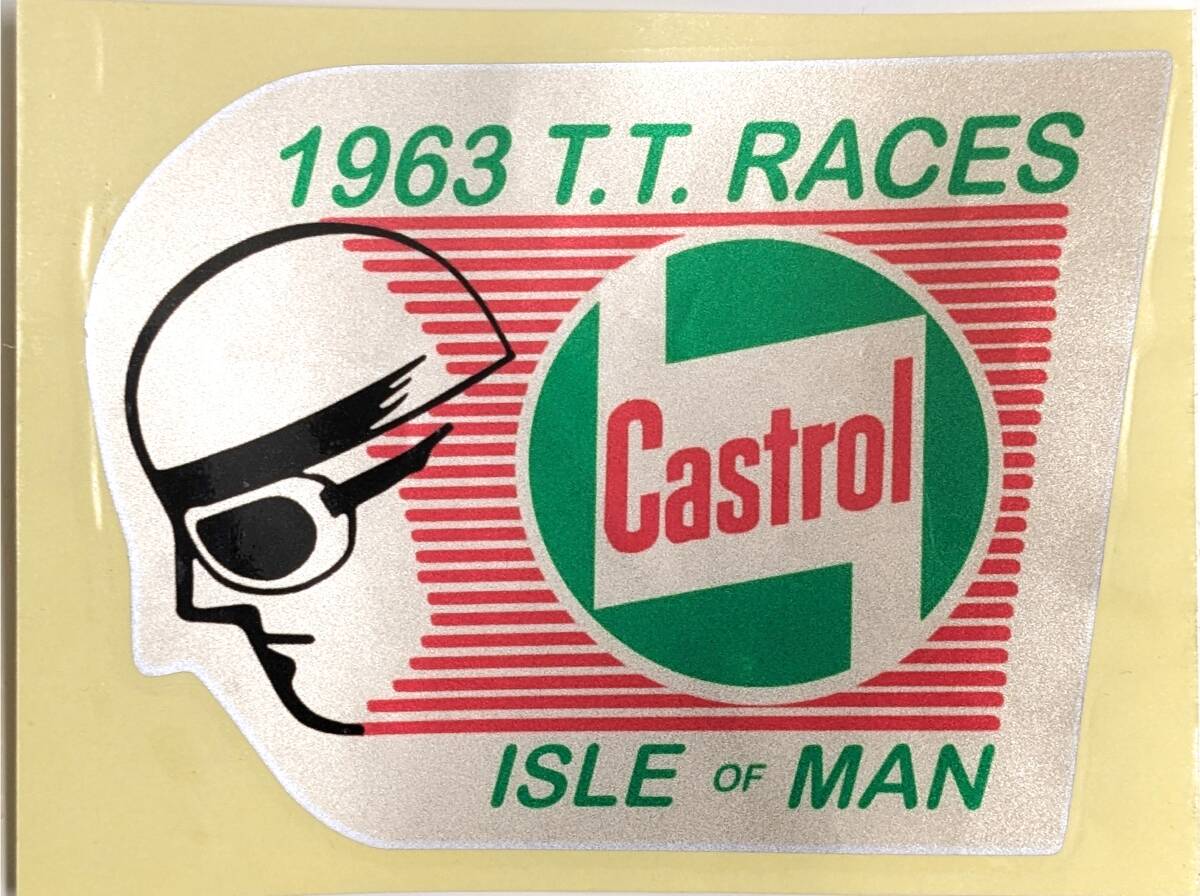 1963 T.T. RACES
Castrol
ISLE OF MAN